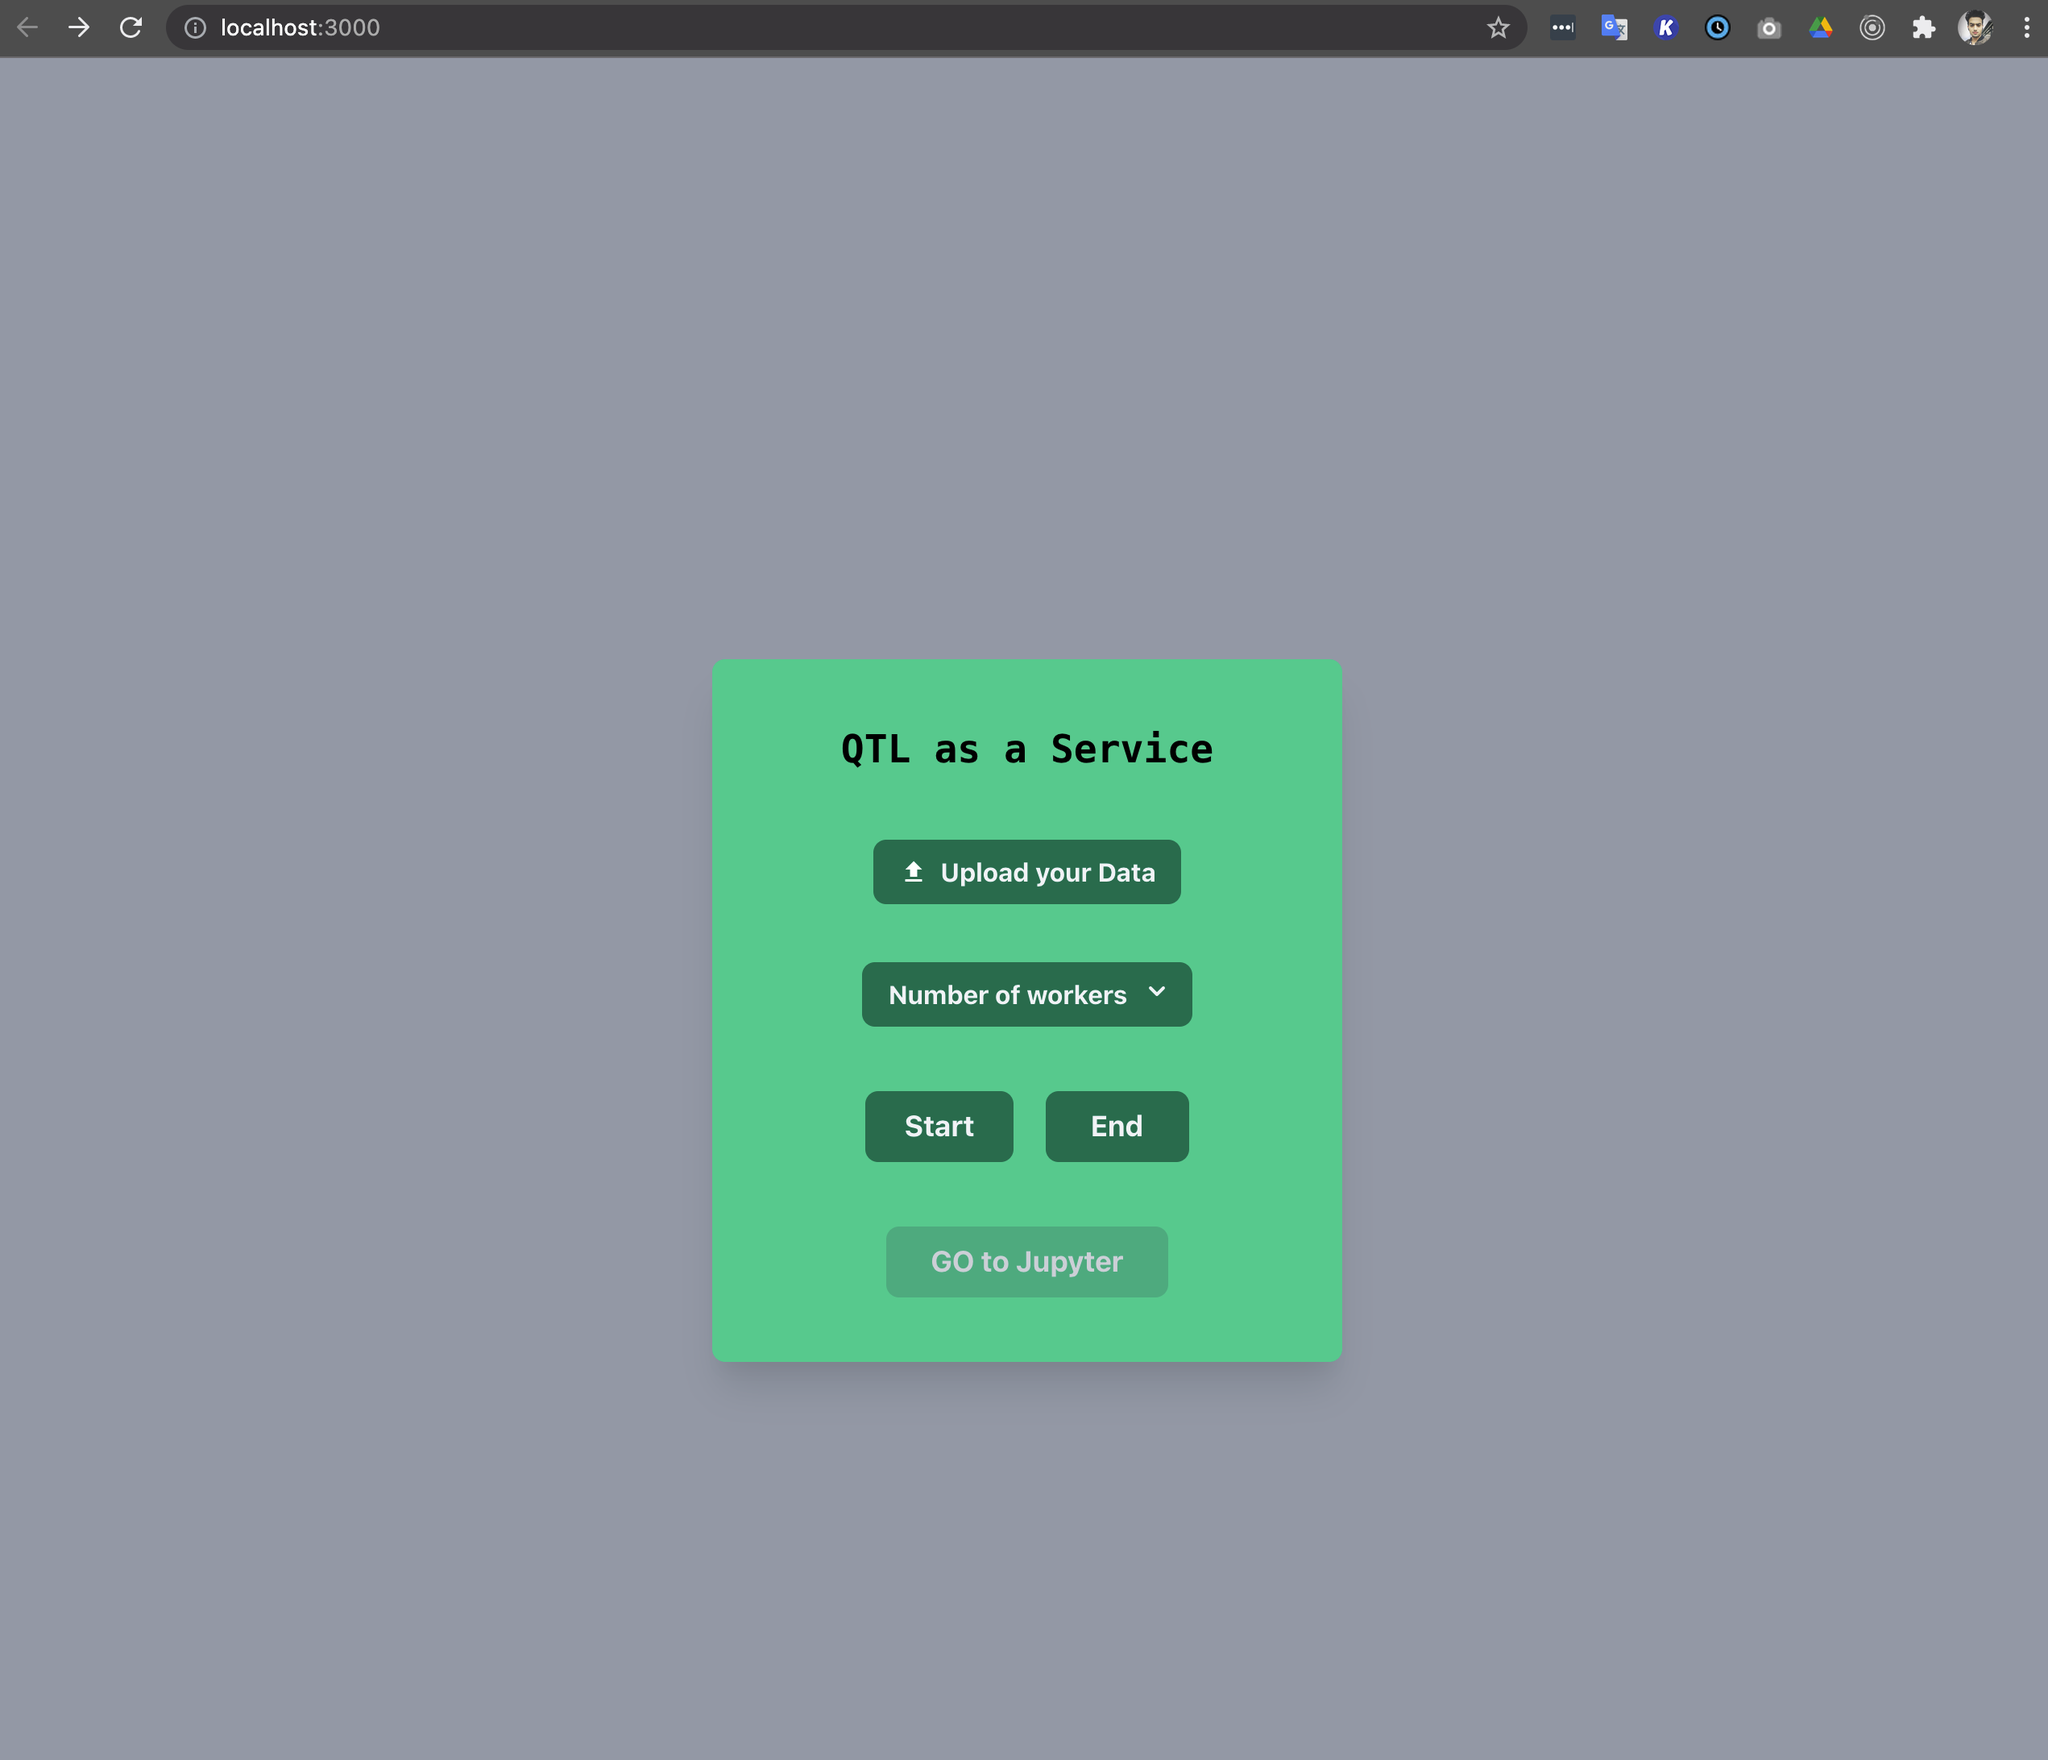 localhost:3000
QTL as a Service
Upload your Data
Number of workers
Start
End
GO to Jupyter